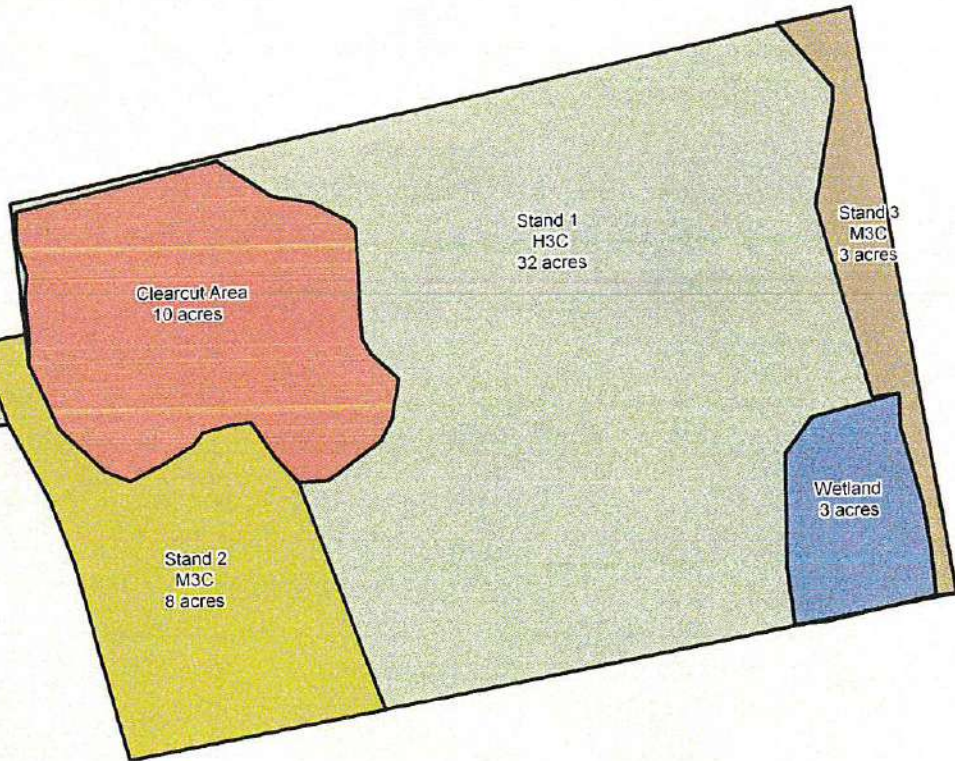 Stand 1
H3C
32 acres
Stand 3
M3C
3 acres
Clearcut Area
10 acres
Wetland
3 acres
Stand 2
M3C
8 acres